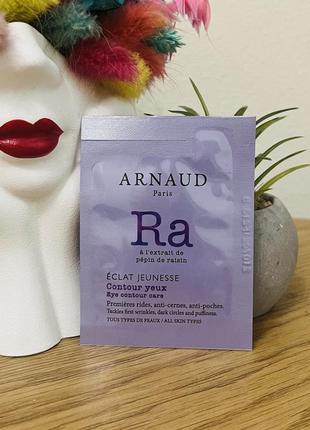 ARNAUD
Paris
Ra
à l'extrait de
pépin de raisin
ÉCLAT JEUNESSE
Contour yeux
Eye contour care
Premières rides, anti-cernes, anti-poches.
Tackles first wrinkles, dark circles and puffiness.
TOUS TYPES DE PEAUX / ALL SKIN TYPES